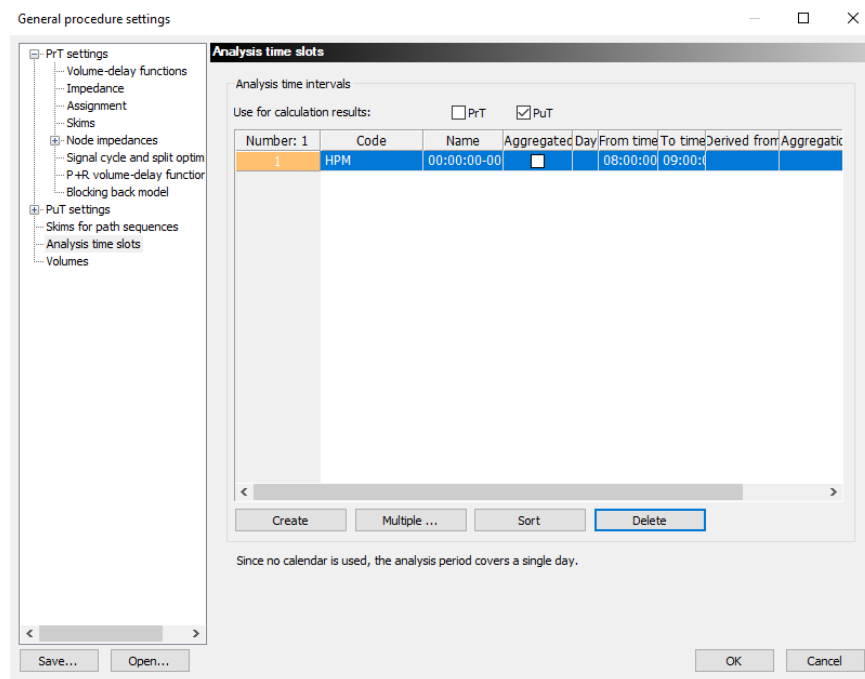 General procedure settings
PrT settings
Volume-delay functions
Impedance
Assignment
Skims
Node impedances
Signal cycle and split optim
P+R volume-delay function
Blocking back model
PuT settings
Skims for path sequences
Analysis time slots
Volumes
Save...
Open...
Analysis time slots
Analysis time intervals
Use for calculation results: PrT PuT
Number: 1 Code Name Aggregated Day From time To time Derived from Aggregatic
1 HPM 00:00:00-00 08:00:00 09:00:0
Create Multiple ... Sort Delete
Since no calendar is used, the analysis period covers a single day.
OK Cancel